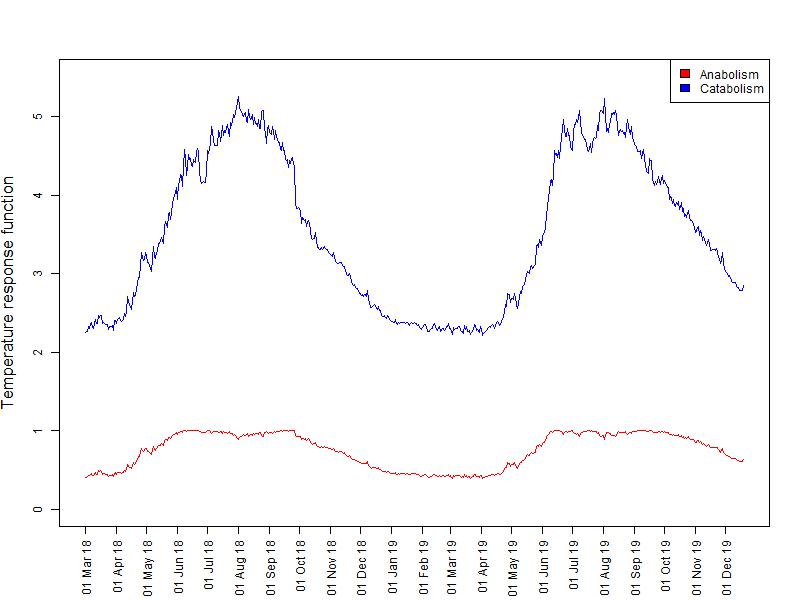 Anabolism
Catabolism
Temperature response function
5
4
3
2
1
0
01 Mar 18
01 Apr 18
01 May 18
01 Jun 18
01 Jul 18
01 Aug 18
01 Sep 18
01 Oct 18
01 Nov 18
01 Dec 18
01 Jan 19
01 Feb 19
01 Mar 19
01 Apr 19
01 May 19
01 Jun 19
01 Jul 19
01 Aug 19
01 Sep 19
01 Oct 19
01 Nov 19
01 Dec 19